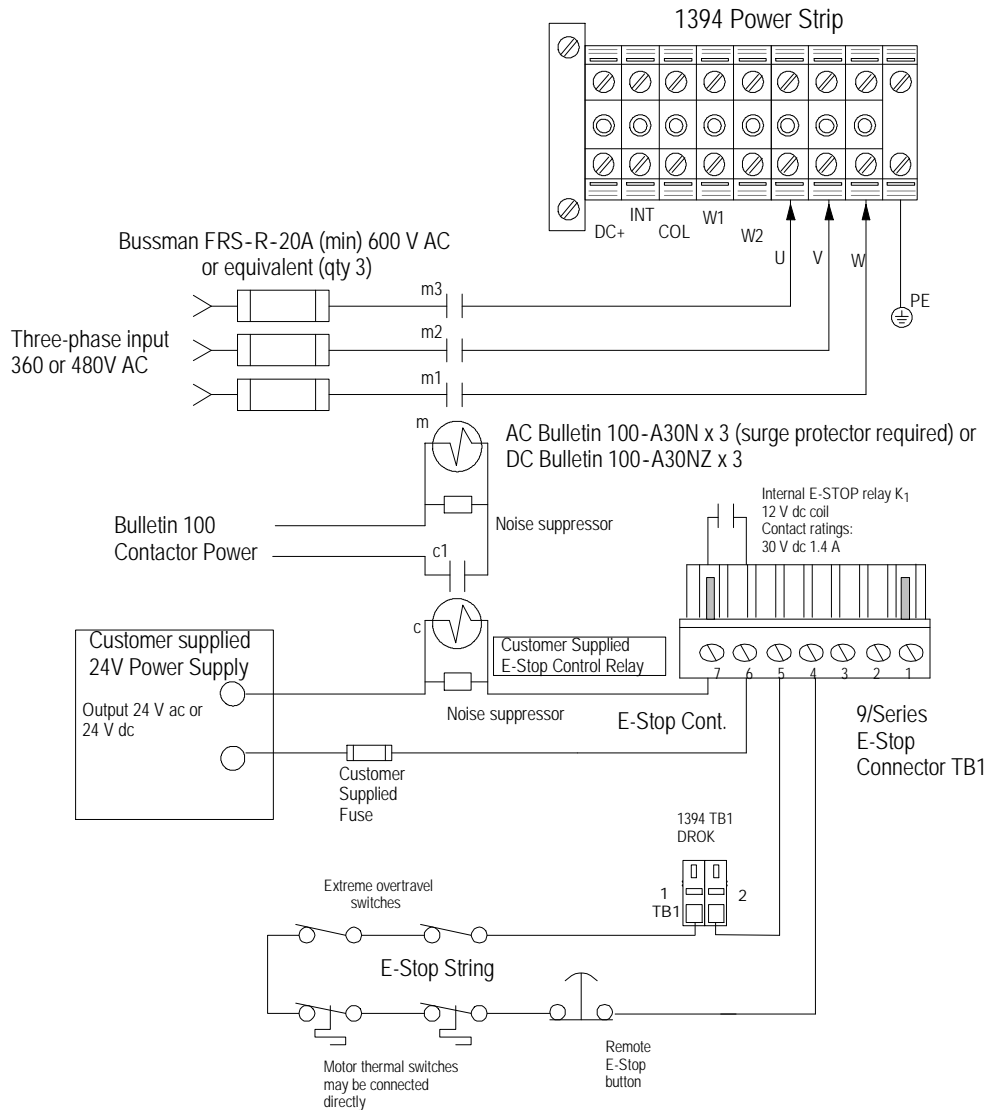 1394 Power Strip
DC+
INT
COL
W1
W2
U
V
W
PE
Bussman FRS-R-20A (min) 600 V AC
or equivalent (qty 3)
m3
m2
m1
Three-phase input
360 or 480V AC
m
AC Bulletin 100-A30N x 3 (surge protector required) or
DC Bulletin 100-A30NZ x 3
Bulletin 100
Contactor Power
Noise suppressor
c1
Internal E-STOP relay K1
12 V dc coil
Contact ratings:
30 V dc 1.4 A
c
Customer Supplied
E-Stop Control Relay
7 6 5 4 3 2 1
Customer supplied
24V Power Supply
Output 24 V ac or
24 V dc
Noise suppressor
E-Stop Cont.
9/Series
E-Stop
Connector TB1
Customer
Supplied
Fuse
1394 TB1
DROK
1
TB1
2
Extreme overtravel
switches
E-Stop String
Motor thermal switches
may be connected
directly
Remote
E-Stop
button